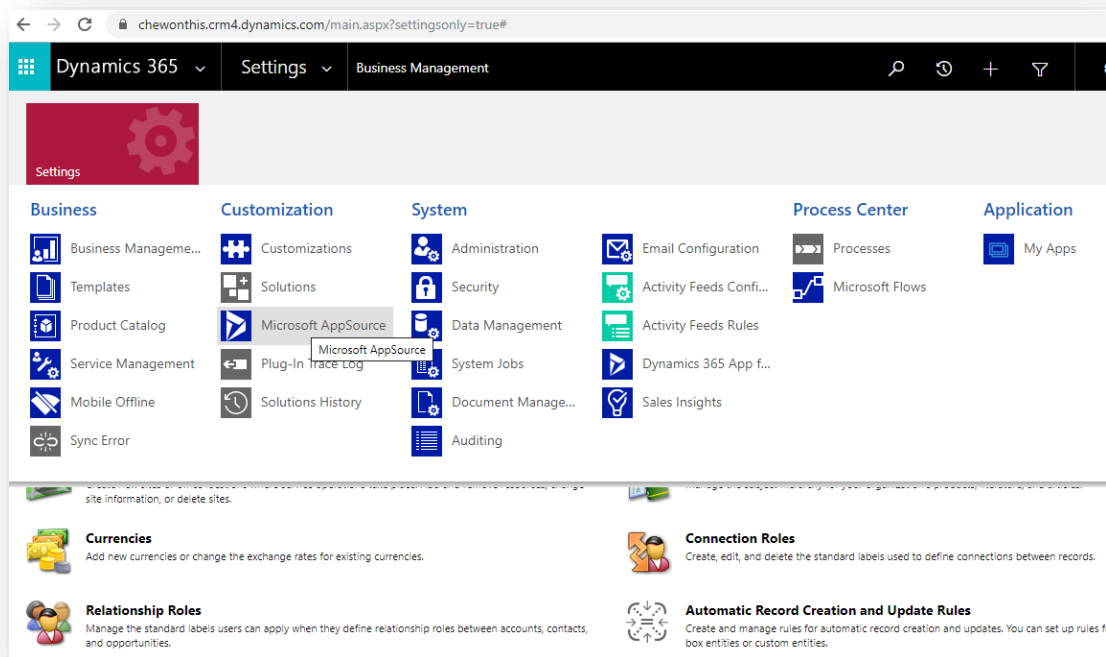 chewonthis.crm4.dynamics.com/main.aspx?settingsonly=true#
Dynamics 365 Settings Business Management
Settings
Business Customization System Process Center Application
Business Manageme... Customizations Administration Email Configuration Processes My Apps
Templates Solutions Security Activity Feeds Confi... Microsoft Flows
Product Catalog Microsoft AppSource Data Management Activity Feeds Rules
Microsoft AppSource
Service Management Plug-In Trace Log System Jobs Dynamics 365 App f...
Mobile Offline Solutions History Document Manage... Sales Insights
Sync Error Auditing
site information, or delete sites.
Currencies
Add new currencies or change the exchange rates for existing currencies.
Connection Roles
Create, edit, and delete the standard labels used to define connections between records.
Relationship Roles
Manage the standard labels users can apply when they define relationship roles between accounts, contacts,
and opportunities.
Automatic Record Creation and Update Rules
Create and manage rules for automatic record creation and updates. You can set up rules f
box entities or custom entities.